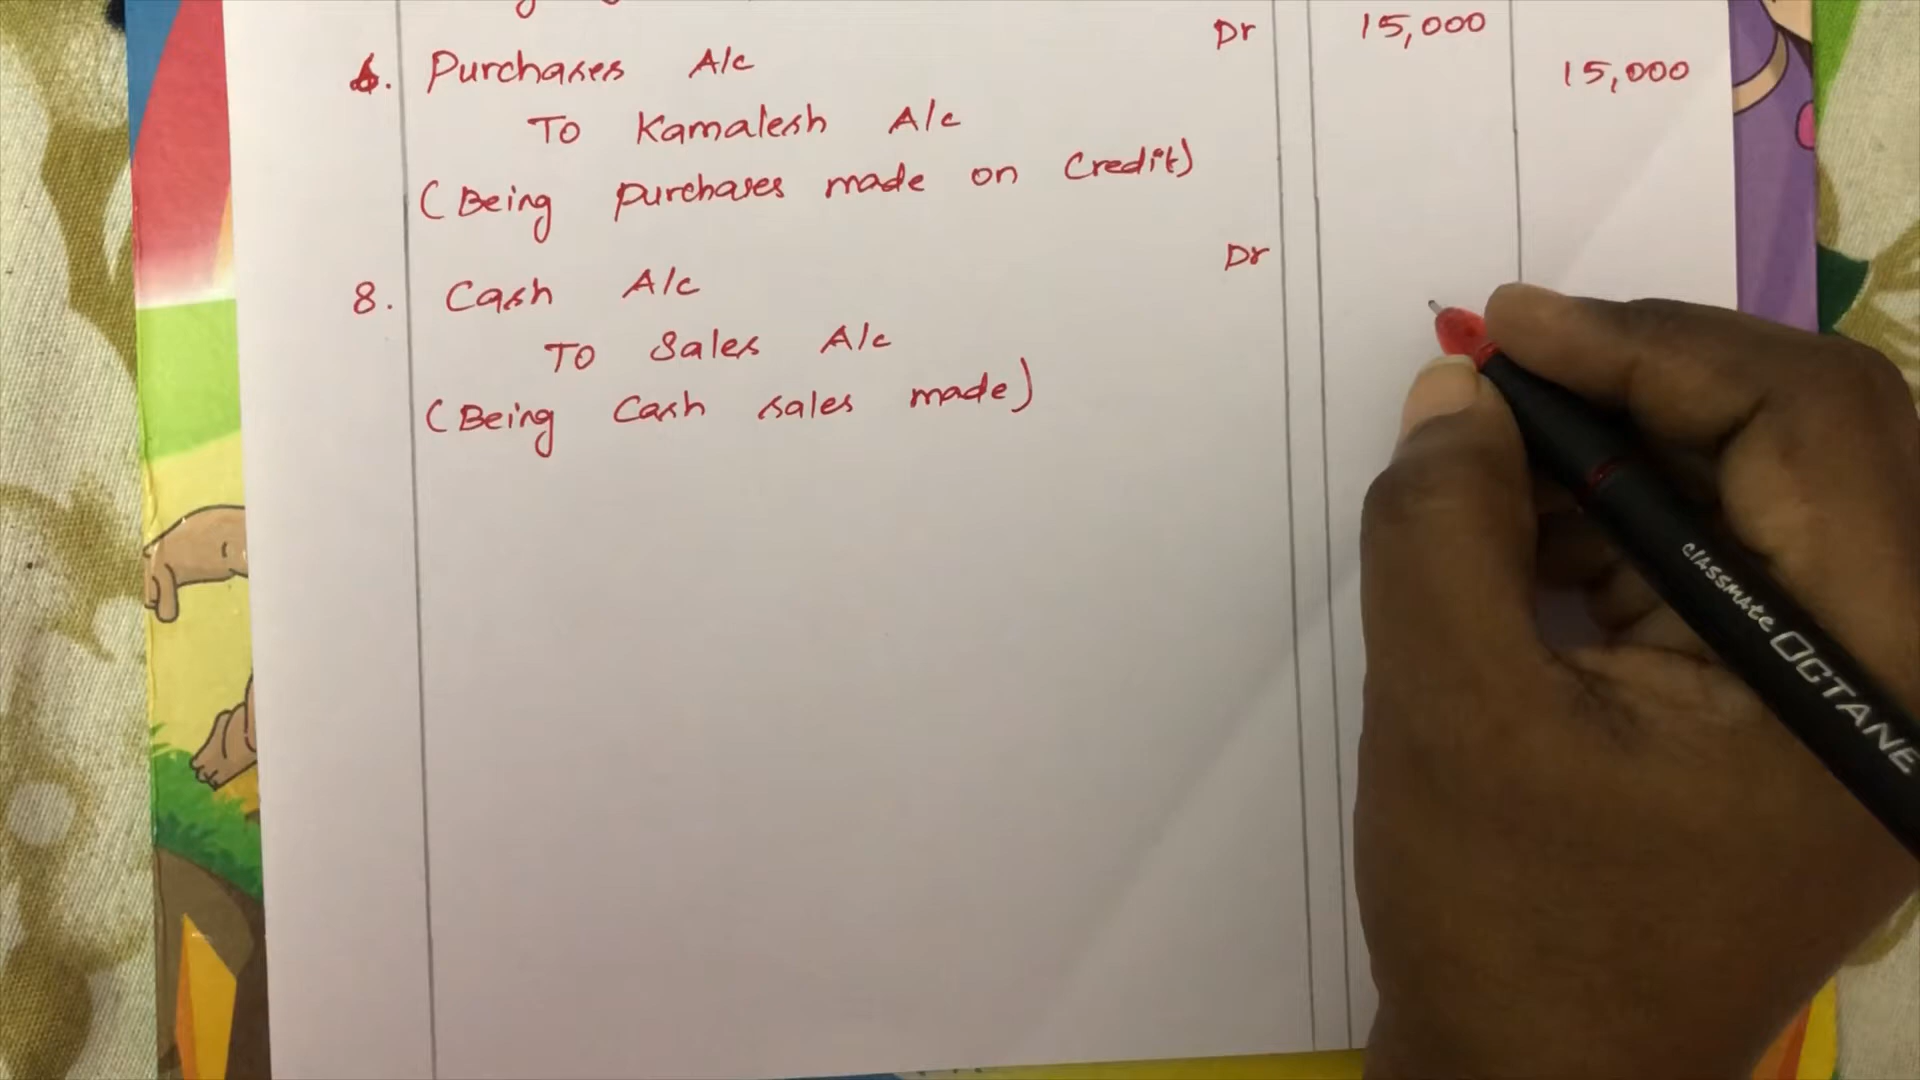 6. Purchases A/c Dr 15,000
To Kamalesh A/c 15,000
(Being purchases made on Credit)
8. Cash A/c Dr
To Sales A/c
(Being Cash sales made)
classmate OCTANE